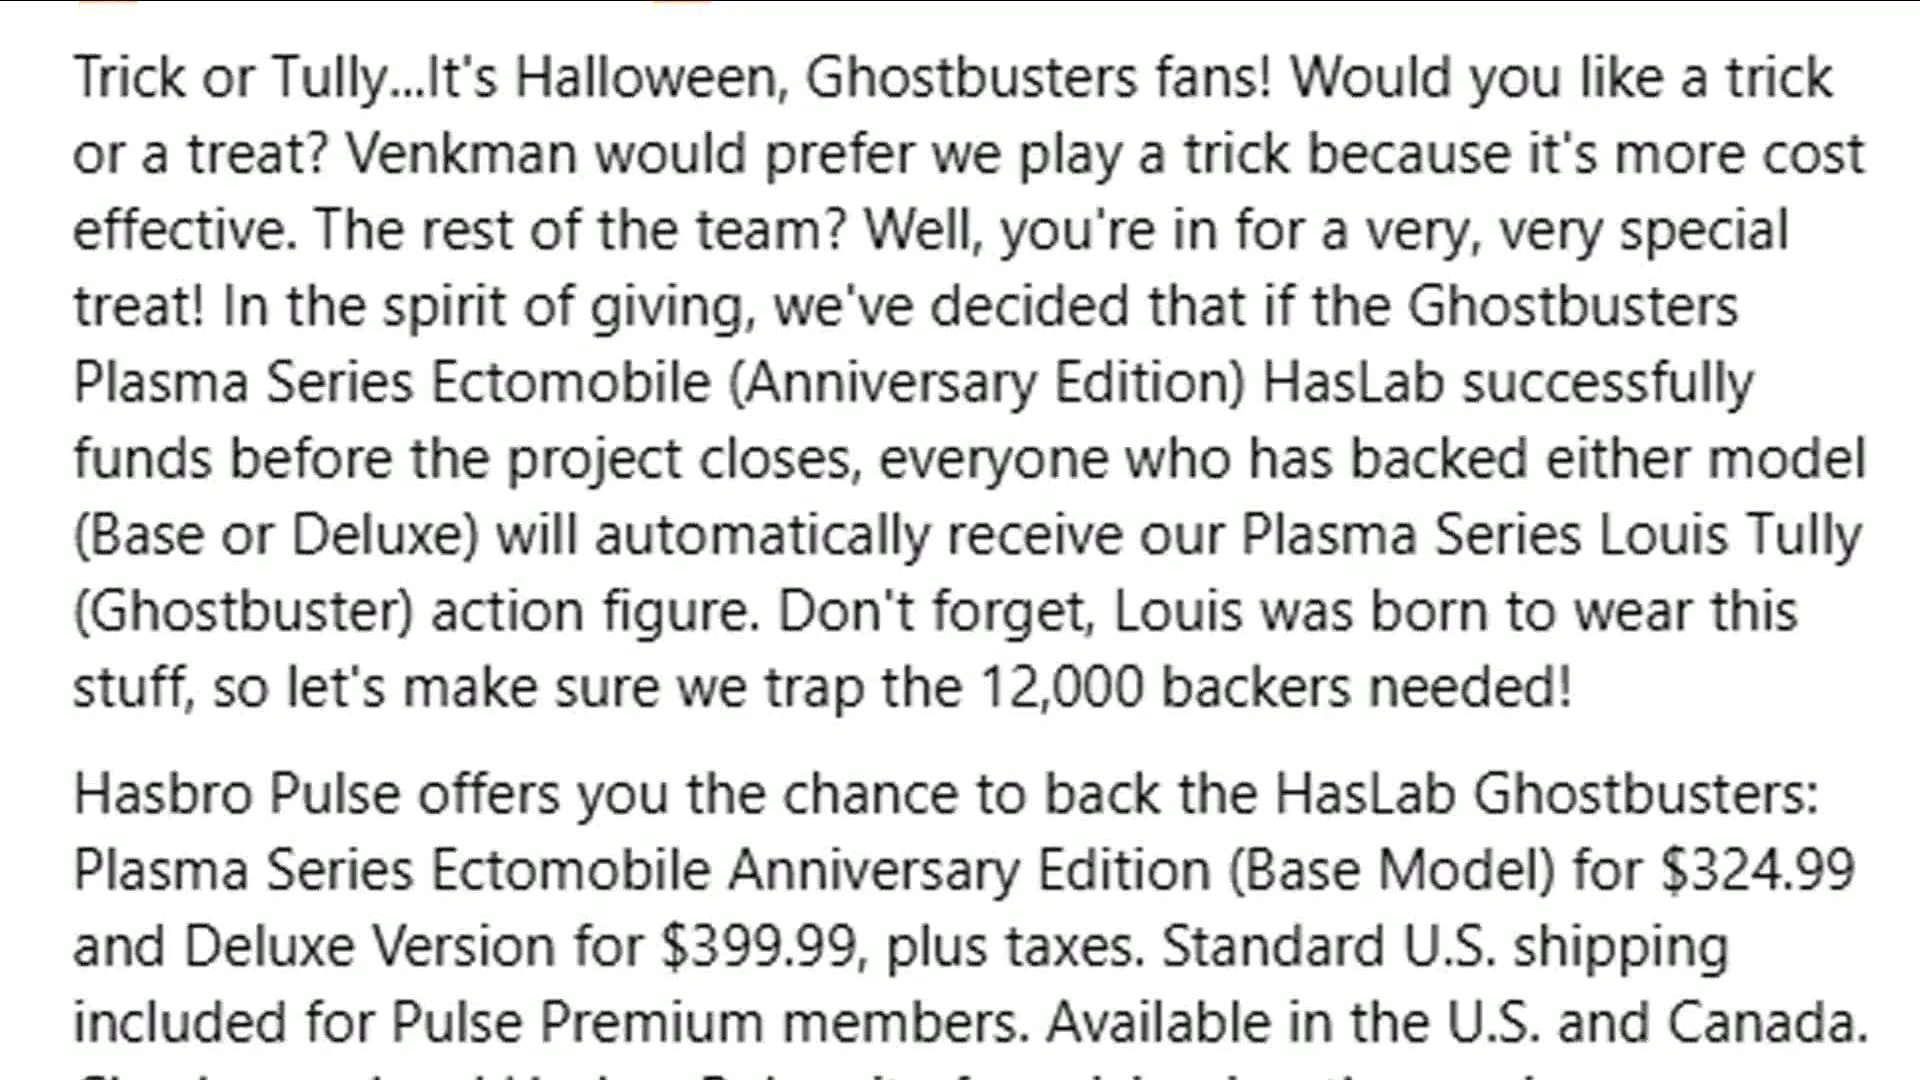 Trick or Tully...It's Halloween, Ghostbusters fans! Would you like a trick
or a treat? Venkman would prefer we play a trick because it's more cost
effective. The rest of the team? Well, you're in for a very, very special
treat! In the spirit of giving, we've decided that if the Ghostbusters
Plasma Series Ectomobile (Anniversary Edition) HasLab successfully
funds before the project closes, everyone who has backed either model
(Base or Deluxe) will automatically receive our Plasma Series Louis Tully
(Ghostbuster) action figure. Don't forget, Louis was born to wear this
stuff, so let's make sure we trap the 12,000 backers needed!
Hasbro Pulse offers you the chance to back the HasLab Ghostbusters:
Plasma Series Ectomobile Anniversary Edition (Base Model) for $324.99
and Deluxe Version for $399.99, plus taxes. Standard U.S. shipping
included for Pulse Premium members. Available in the U.S. and Canada.